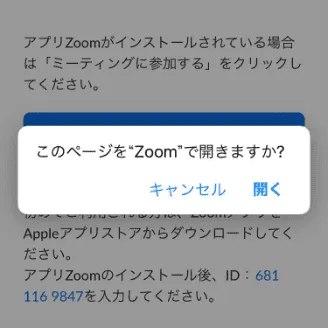 アプリZoomがインストールされている場合
は「ミーティングに参加する」をクリックし
てください。
このページを“Zoom”で開きますか?
キャンセル 開く
Appleアプリストアからダウンロードしてく
ださい。
アプリZoomのインストール後、ID：681
116 9847を入力してください。